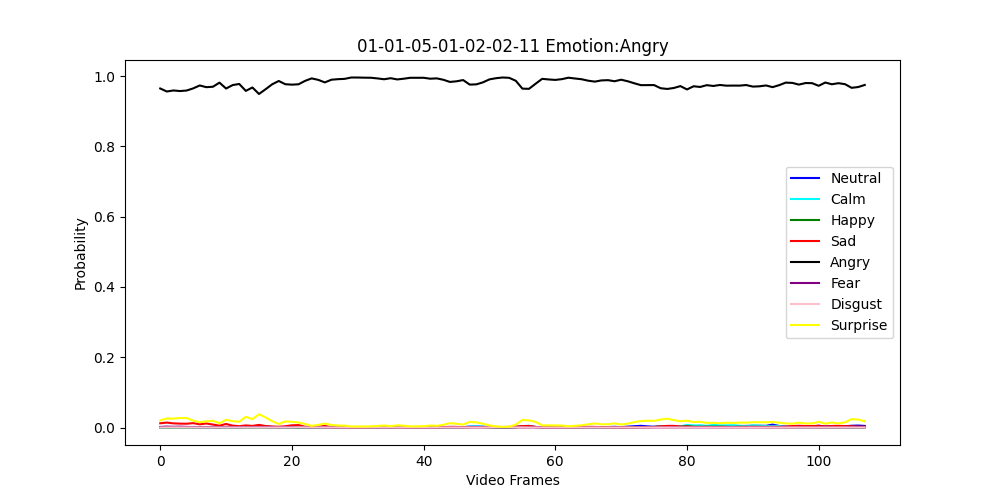 01-01-05-01-02-02-11 Emotion:Angry
1.0
0.8
0.6
0.4
0.2
0.0
Probability
Neutral
Calm
Happy
Sad
Angry
Fear
Disgust
Surprise
0 20 40 60 80 100
Video Frames